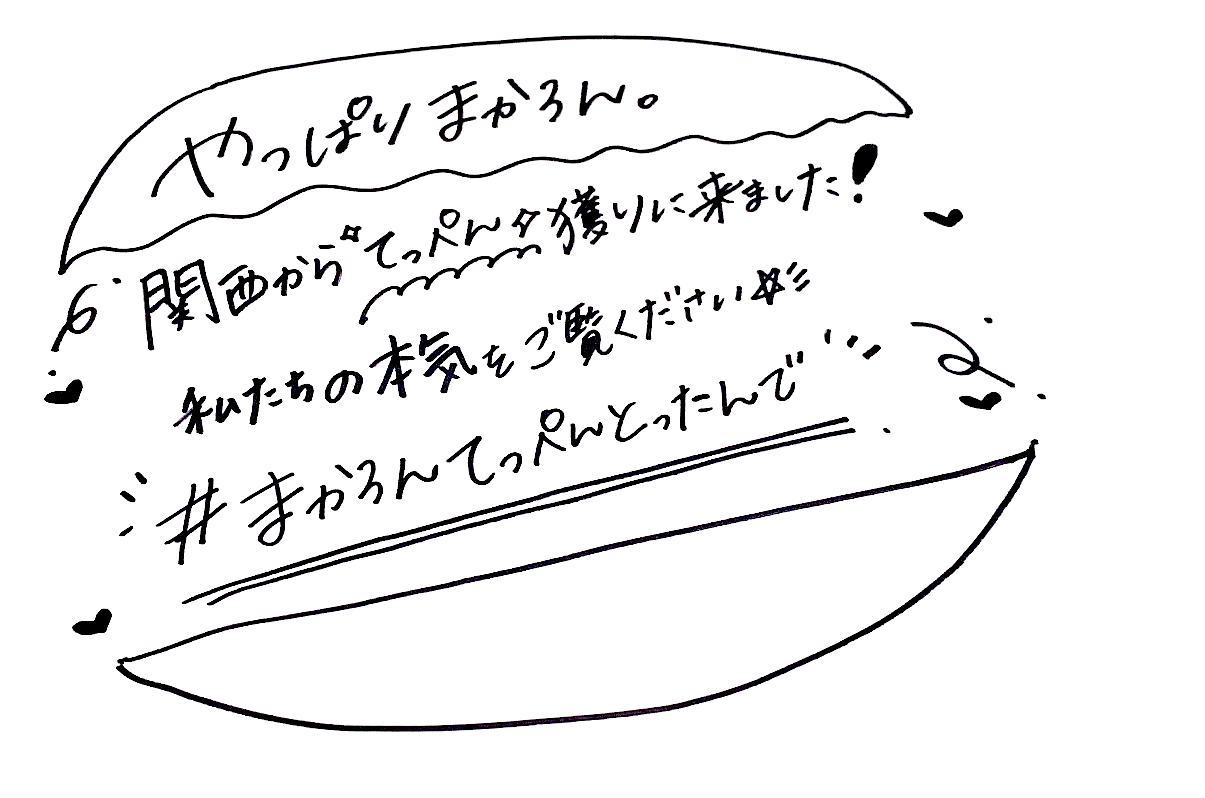 やっぱりまかろん。
関西から"てっぺん☆獲りに来ました!
私たちの本気をご覧ください☆彡
#まかろんてっぺんとったんで